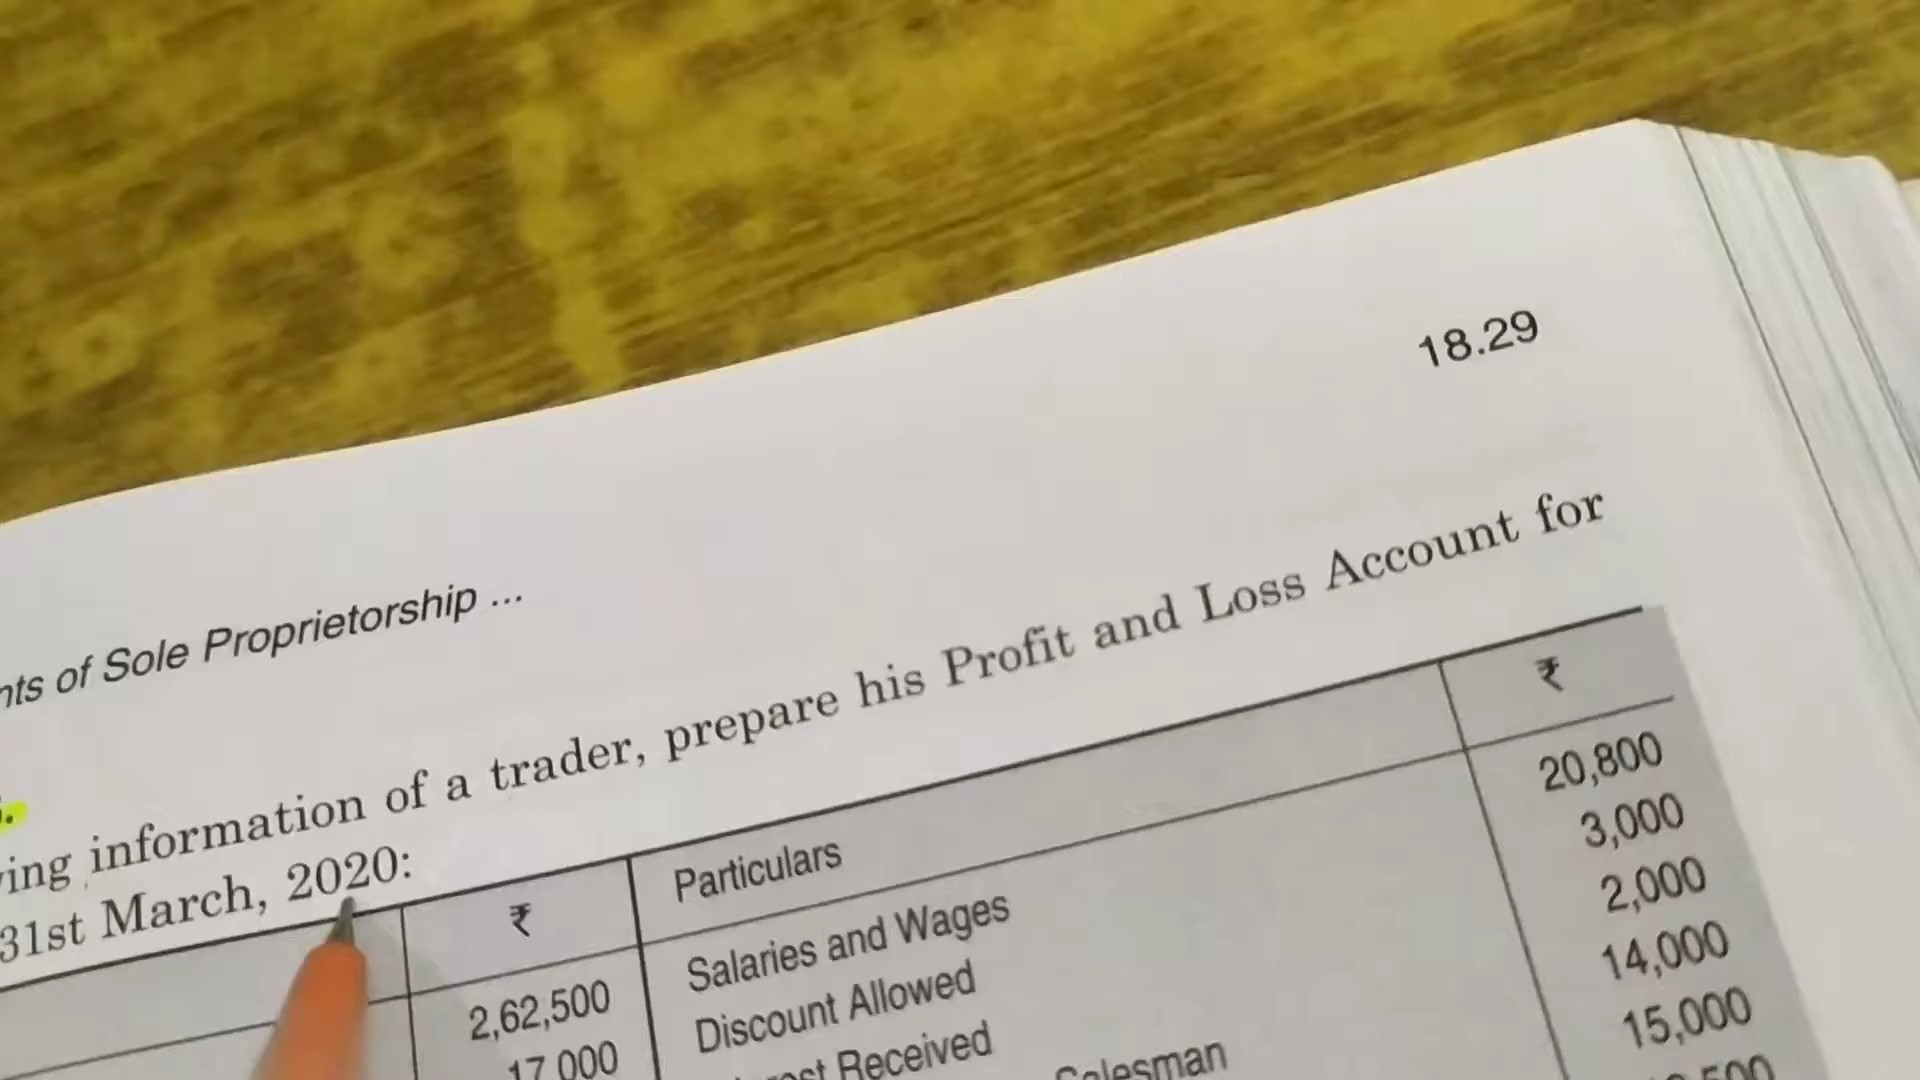 18.29
nts of Sole Proprietorship ...
ing information of a trader, prepare his Profit and Loss Account for
31st March, 2020:
₹ Particulars ₹
2,62,500 Salaries and Wages 20,800
17,000 Discount Allowed 3,000
Received 2,000
Salesman 14,000
15,000